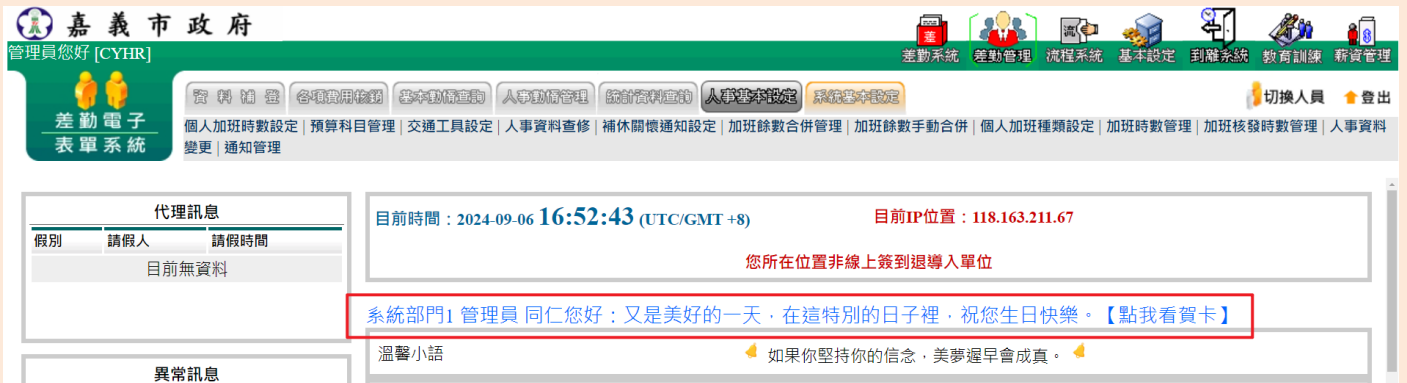 嘉義市政府
管理員您好 [CYHR]
差
流
差勤系統 差勤管理 流程系統 基本設定 到離系統 教育訓練 薪資管理
差勤電子
表單系統
資料補登 各項費用核銷 基本勤惰查詢 人事勤惰管理 統計資料查詢 人事基本設定 系統基本設定
切換人員 登出
個人加班時數設定 | 預算科目管理 | 交通工具設定 | 人事資料查修 | 補休關懷通知設定 | 加班餘數合併管理 | 加班餘數手動合併 | 個人加班種類設定 | 加班時數管理 | 加班核發時數管理 | 人事資料
變更 | 通知管理
代理訊息
假別 請假人 請假時間
目前無資料
目前時間：2024-09-06 16:52:43 (UTC/GMT +8)
目前IP位置：118.163.211.67
您所在位置非線上簽到退導入單位
系統部門1 管理員 同仁您好：又是美好的一天，在這特別的日子裡，祝您生日快樂。【點我看賀卡】
溫馨小語
如果你堅持你的信念，美夢遲早會成真。
異常訊息